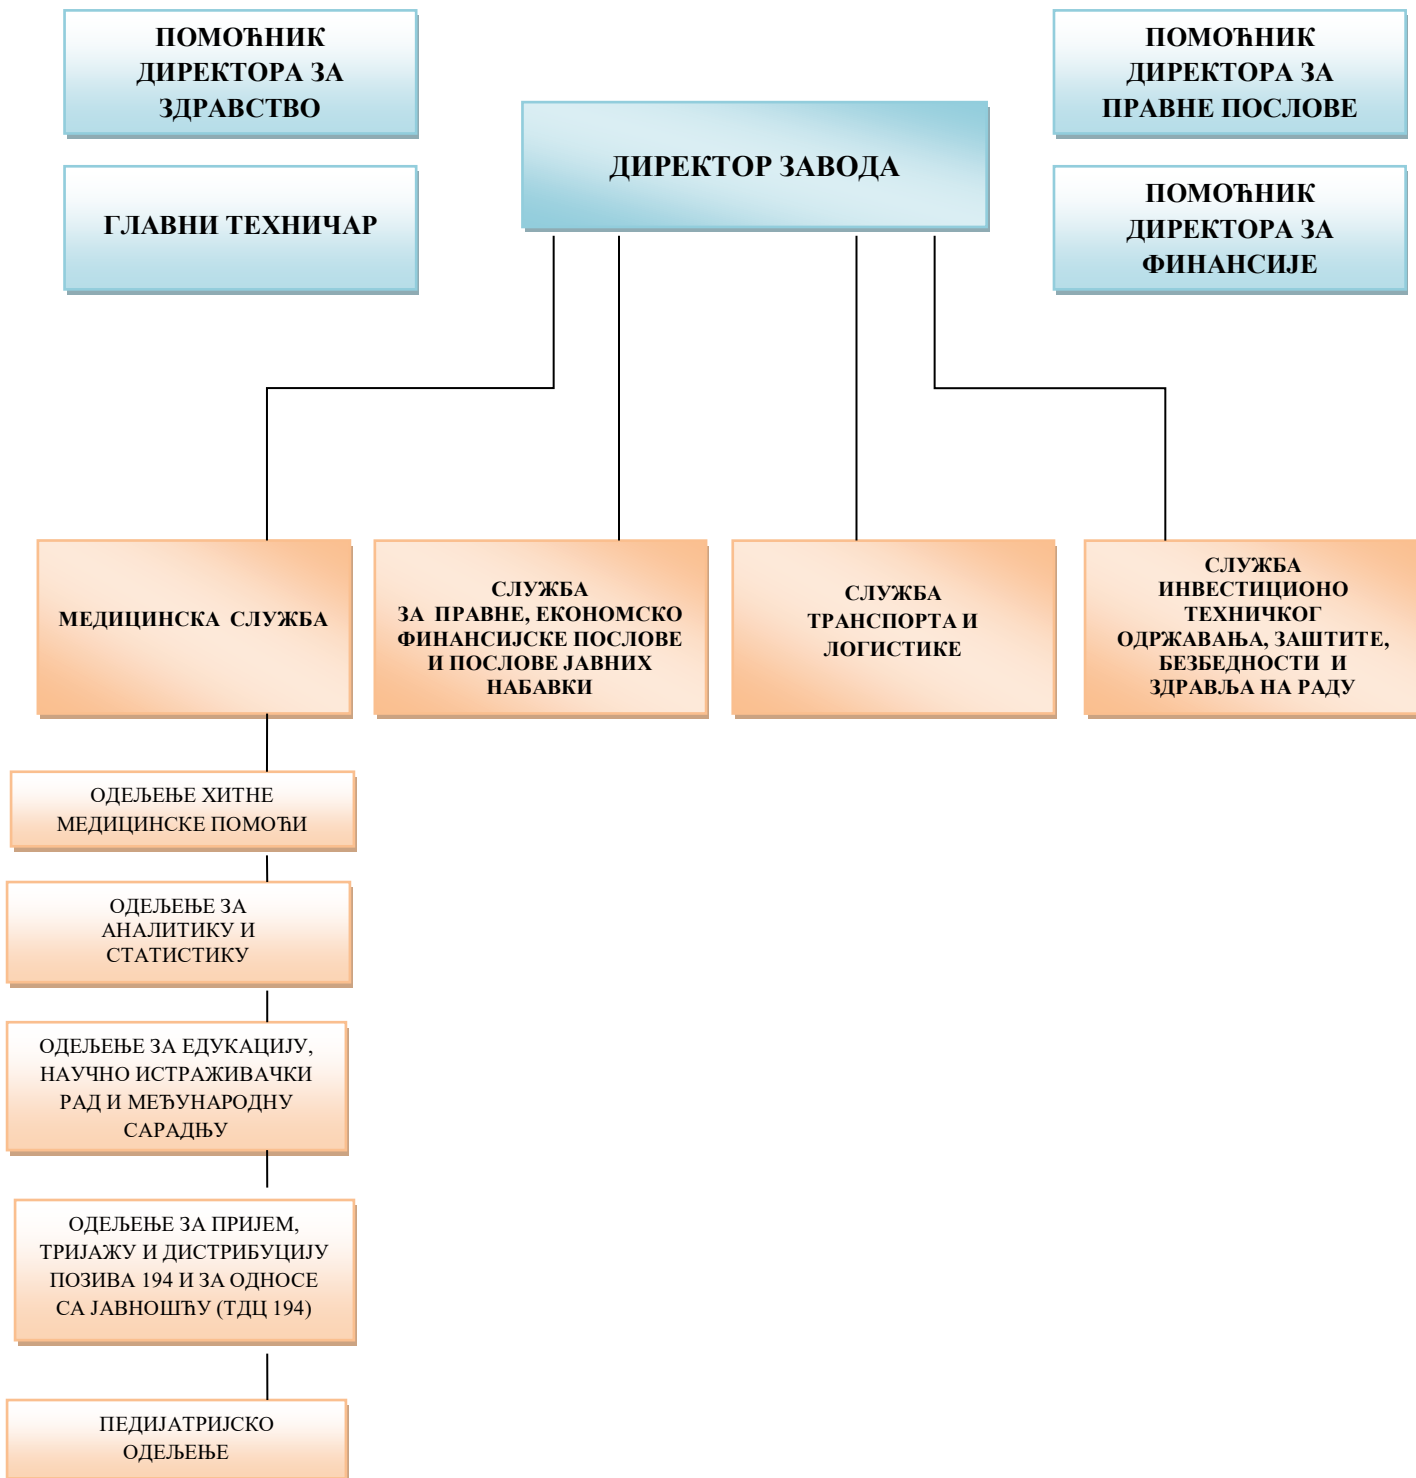 ПОМОЋНИК
ДИРЕКТОРА ЗА
ЗДРАВСТВО
ПОМОЋНИК
ДИРЕКТОРА ЗА
ПРАВНЕ ПОСЛОВЕ
ДИРЕКТОР ЗАВОДА
ГЛАВНИ ТЕХНИЧАР
ПОМОЋНИК
ДИРЕКТОРА ЗА
ФИНАНСИЈЕ
МЕДИЦИНСКА СЛУЖБА
СЛУЖБА
ЗА ПРАВНЕ, ЕКОНОМСКО
ФИНАНСИЈСКЕ ПОСЛОВЕ
И ПОСЛОВЕ ЈАВНИХ
НАБАВКИ
СЛУЖБА
ТРАНСПОРТА И
ЛОГИСТИКЕ
СЛУЖБА
ИНВЕСТИЦИОНО
ТЕХНИЧКОГ
ОДРЖАВАЊА, ЗАШТИТЕ,
БЕЗБЕДНОСТИ И
ЗДРАВЉА НА РАДУ
ОДЕЉЕЊЕ ХИТНЕ
МЕДИЦИНСКЕ ПОМОЋИ
ОДЕЉЕЊЕ ЗА
АНАЛИТИКУ И
СТАТИСТИКУ
ОДЕЉЕЊЕ ЗА ЕДУКАЦИЈУ,
НАУЧНО ИСТРАЖИВАЧКИ
РАД И МЕЂУНАРОДНУ
САРАДЊУ
ОДЕЉЕЊЕ ЗА ПРИЈЕМ,
ТРИЈАЖУ И ДИСТРИБУЦИЈУ
ПОЗИВА 194 И ЗА ОДНОСЕ
СА ЈАВНОШЋУ (ТДЦ 194)
ПЕДИЈАТРИЈСКО
ОДЕЉЕЊЕ